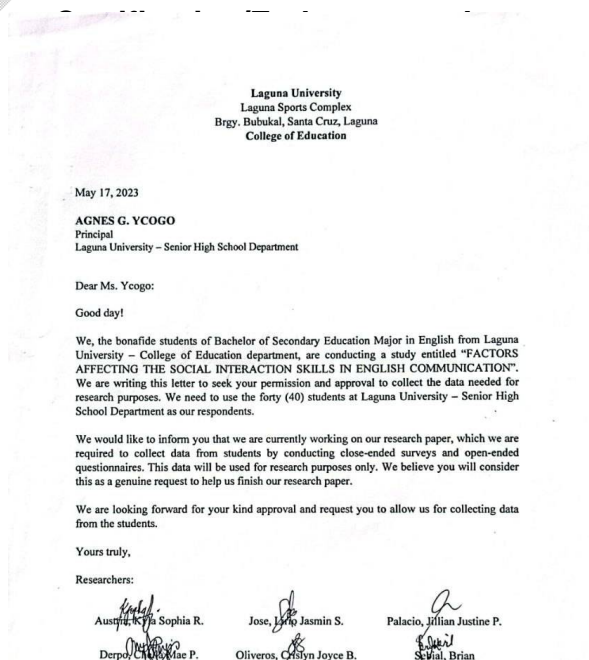 Laguna University
Laguna Sports Complex
Brgy. Bubukal, Santa Cruz, Laguna
College of Education
May 17, 2023
AGNES G. YCOGO
Principal
Laguna University – Senior High School Department
Dear Ms. Ycogo:
Good day!
We, the bonafide students of Bachelor of Secondary Education Major in English from Laguna
University – College of Education department, are conducting a study entitled “FACTORS
AFFECTING THE SOCIAL INTERACTION SKILLS IN ENGLISH COMMUNICATION”.
We are writing this letter to seek your permission and approval to collect the data needed for
research purposes. We need to use the forty (40) students at Laguna University – Senior High
School Department as our respondents.
We would like to inform you that we are currently working on our research paper, which we are
required to collect data from students by conducting close-ended surveys and open-ended
questionnaires. This data will be used for research purposes only. We believe you will consider
this as a genuine request to help us finish our research paper.
We are looking forward for your kind approval and request you to allow us for collecting data
from the students.
Yours truly,
Researchers:
Sophia R. Jose, Jasmin S. Palacio, Jillian Justine P.
Mae P. Oliveros, Crislyn Joyce B. Brian